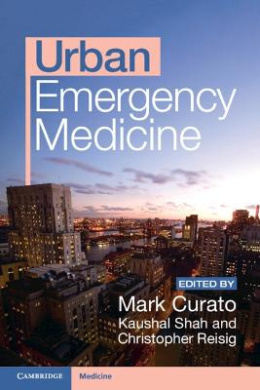 Urban
Emergency
Medicine
EDITED BY
Mark Curato
Kaushal Shah and
Christopher Reisig
CAMBRIDGE Medicine